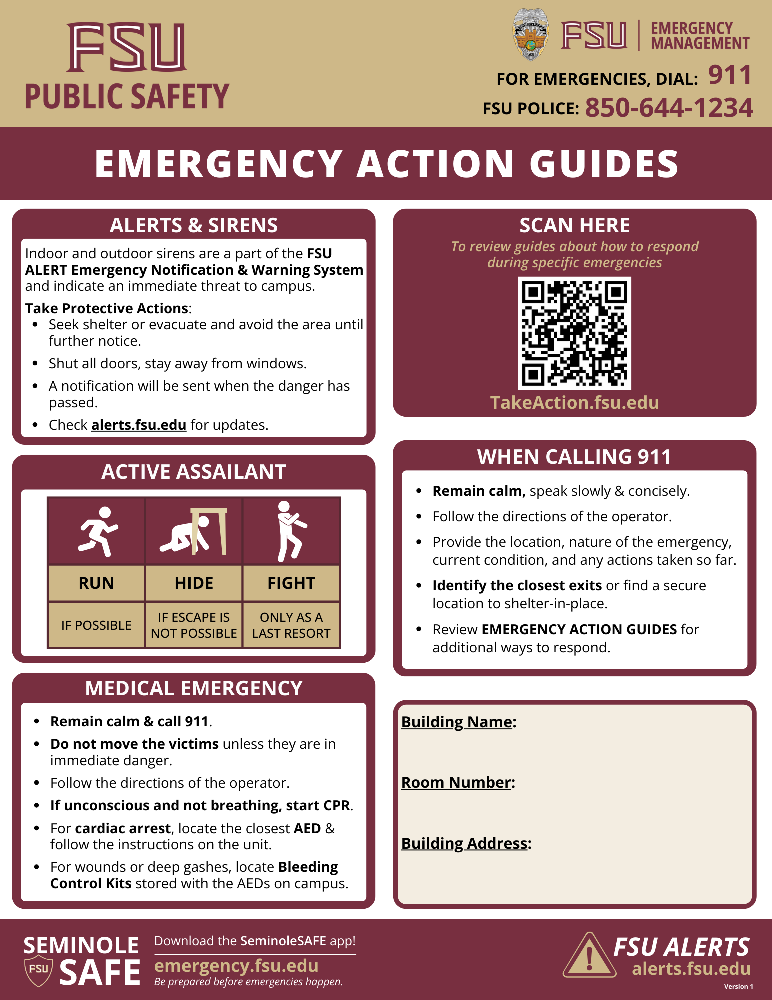 FSU
PUBLIC SAFETY
FSU
EMERGENCY
MANAGEMENT
FOR EMERGENCIES, DIAL: 911
FSU POLICE: 850-644-1234
EMERGENCY ACTION GUIDES
ALERTS & SIRENS
Indoor and outdoor sirens are a part of the FSU
ALERT Emergency Notification & Warning System
and indicate an immediate threat to campus.
Take Protective Actions:
• Seek shelter or evacuate and avoid the area until
further notice.
• Shut all doors, stay away from windows.
• A notification will be sent when the danger has
passed.
• Check alerts.fsu.edu for updates.
ACTIVE ASSAILANT
RUN
HIDE
FIGHT
IF POSSIBLE
IF ESCAPE IS
NOT POSSIBLE
ONLY AS A
LAST RESORT
MEDICAL EMERGENCY
• Remain calm & call 911.
• Do not move the victims unless they are in
immediate danger.
• Follow the directions of the operator.
• If unconscious and not breathing, start CPR.
• For cardiac arrest, locate the closest AED &
follow the instructions on the unit.
• For wounds or deep gashes, locate Bleeding
Control Kits stored with the AEDs on campus.
SCAN HERE
To review guides about how to respond
during specific emergencies
TakeAction.fsu.edu
WHEN CALLING 911
• Remain calm, speak slowly & concisely.
• Follow the directions of the operator.
• Provide the location, nature of the emergency,
current condition, and any actions taken so far.
• Identify the closest exits or find a secure
location to shelter-in-place.
• Review EMERGENCY ACTION GUIDES for
additional ways to respond.
Building Name:
Room Number:
Building Address:
SEMINOLE
FSU SAFE
Download the SeminoleSAFE app!
emergency.fsu.edu
Be prepared before emergencies happen.
FSU ALERTS
alerts.fsu.edu
Version 1